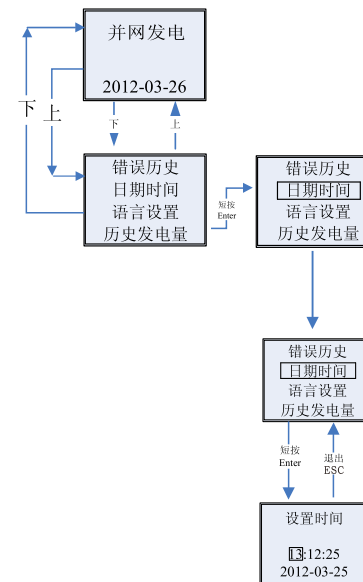 并网发电
2012-03-26
下
上
下
上
错误历史
日期时间
语言设置
历史发电量
短按
Enter
错误历史
日期时间
语言设置
历史发电量
错误历史
日期时间
语言设置
历史发电量
短按
Enter
退出
ESC
设置时间
13:12:25
2012-03-25